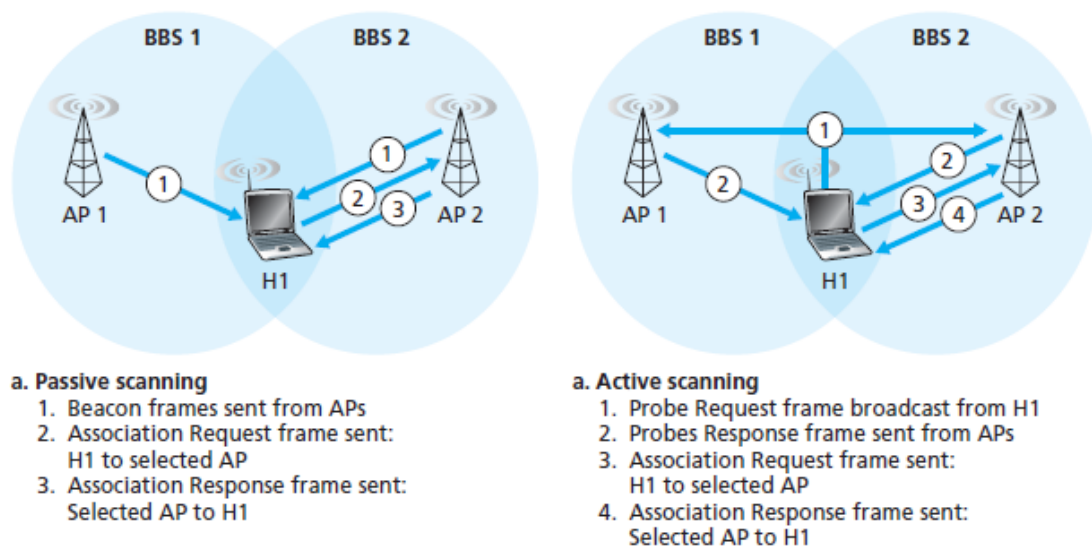 BBS 1
BBS 2
1
1
2
3
AP 1
AP 2
H1
a. Passive scanning
1. Beacon frames sent from APs
2. Association Request frame sent:
H1 to selected AP
3. Association Response frame sent:
Selected AP to H1
BBS 1
BBS 2
1
2
2
3
4
AP 1
AP 2
H1
a. Active scanning
1. Probe Request frame broadcast from H1
2. Probes Response frame sent from APs
3. Association Request frame sent:
H1 to selected AP
4. Association Response frame sent:
Selected AP to H1